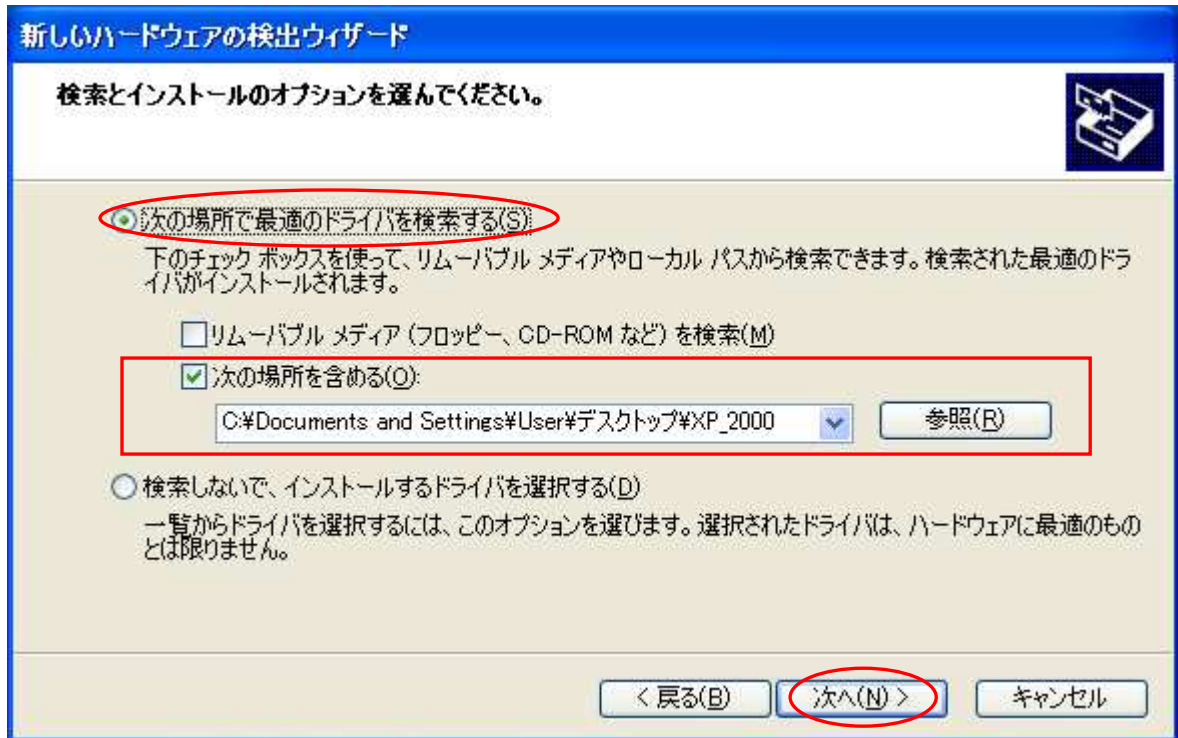 新しいハードウェアの検出ウィザード
検索とインストールのオプションを選んでください。
次の場所で最適のドライバを検索する(S)
下のチェック ボックスを使って、リムーバブル メディアやローカル パスから検索できます。検索された最適のドラ
イバがインストールされます。
リムーバブル メディア (フロッピー、CD-ROM など) を検索(M)
次の場所を含める(O):
C:¥Documents and Settings¥User¥デスクトップ¥XP_2000
参照(R)
検索しないで、インストールするドライバを選択する(D)
一覧からドライバを選択するには、このオプションを選びます。選択されたドライバは、ハードウェアに最適のもの
とは限りません。
< 戻る(B) 次へ(N) > キャンセル